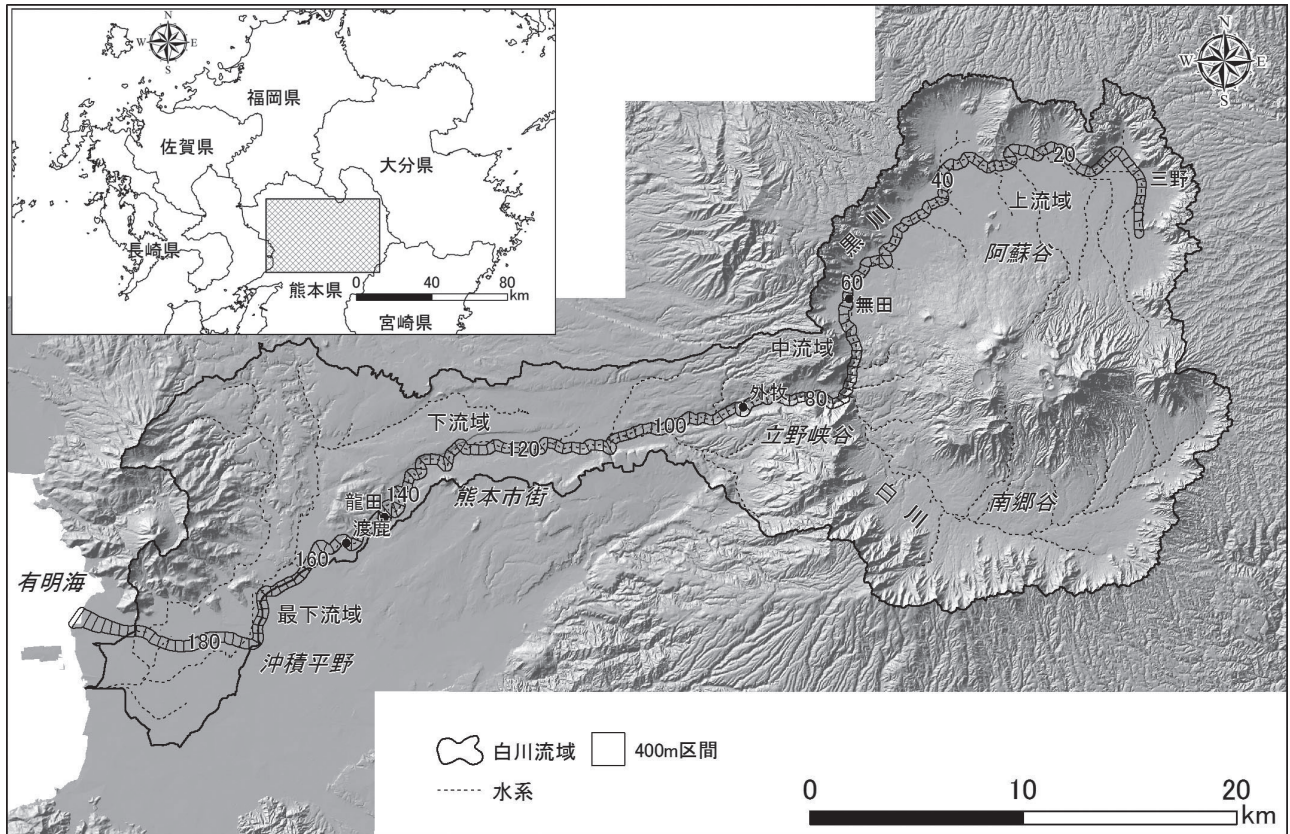 N
W
E
S
福岡県
佐賀県
大分県
長崎県
熊本県
宮崎県
0
40
80
km
N
W
E
S
20
三野
40
上流域
黒川
阿蘇谷
60
無田
中流域
外牧
80
立野峡谷
100
下流域
120
熊本市街
白川
南郷谷
龍田
140
渡鹿
160
有明海
最下流域
180
沖積平野
白川流域
400m区間
水系
0
10
20
km